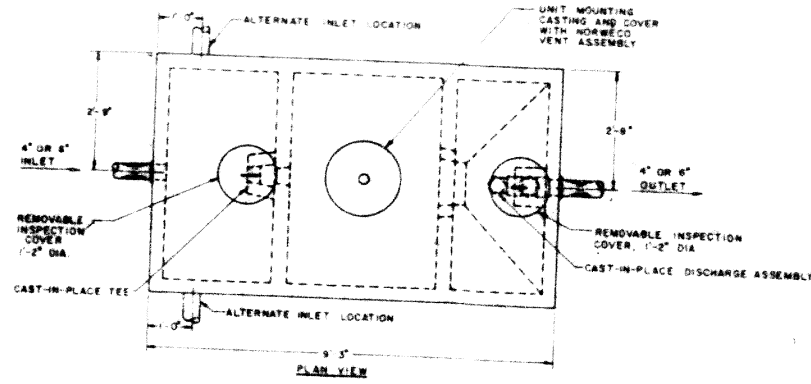 1'-0"
ALTERNATE INLET LOCATION
UNIT MOUNTING
CASTING AND COVER
WITH NORWECO
VENT ASSEMBLY
2'-9"
2'-9"
4" OR 6"
INLET
4" OR 6"
OUTLET
REMOVABLE
INSPECTION
COVER
1'-2" DIA.
REMOVABLE INSPECTION
COVER, 1'-2" DIA
CAST-IN-PLACE DISCHARGE ASSEMBLY
CAST-IN-PLACE TEE
ALTERNATE INLET LOCATION
1'-0"
9' 3"
PLAN VIEW